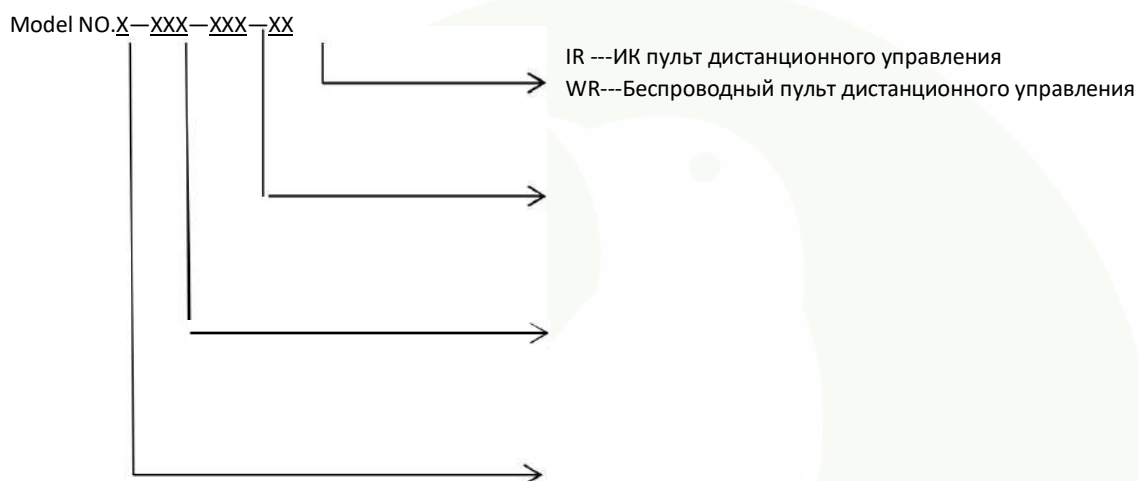 Model NO.X—XXX—XXX—XX
IR ---ИК пульт дистанционного управления
WR---Беспроводный пульт дистанционного управления